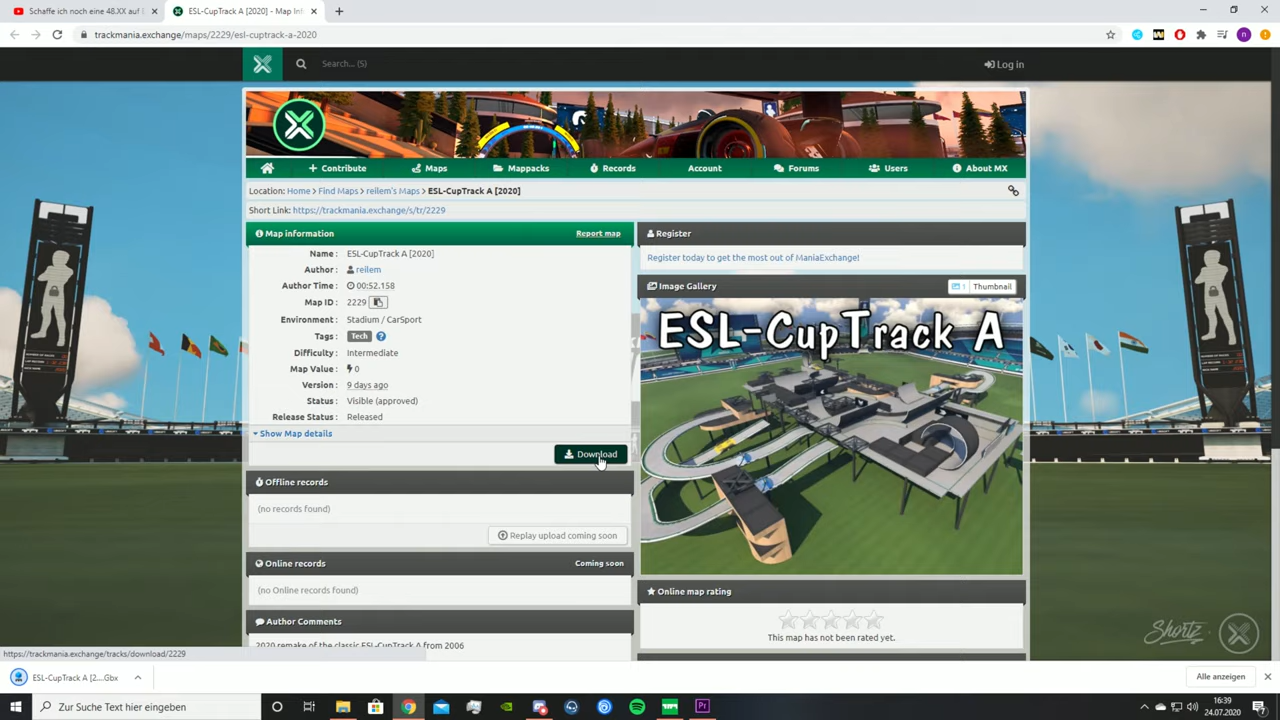 Schaffe ich noch eine 48.XX auf
ESL-CupTrack A [2020] - Map In
trackmania.exchange/maps/2229/esl-cuptrack-a-2020
n
Search... (S)
Log in
Contribute
Maps
Mappacks
Records
Account
Forums
Users
About MX
Location: Home > Find Maps > reilem's Maps > ESL-CupTrack A [2020]
Short Link: https://trackmania.exchange/s/tr/2229
Map information
Report map
Name : ESL-CupTrack A [2020]
Author : reilem
Author Time : 00:52.158
Map ID : 2229
Environment : Stadium / CarSport
Tags : Tech ?
Difficulty : Intermediate
Map Value : 0
Version : 9 days ago
Status : Visible (approved)
Release Status : Released
Show Map details
Download
Offline records
(no records found)
Replay upload coming soon
Online records
Coming soon
(no Online records found)
Author Comments
2020 remake of the classic ESL-CupTrack A from 2006
Register
Register today to get the most out of ManiaExchange!
Image Gallery
1 Thumbnail
ESL-CupTrack A
Online map rating
This map has not been rated yet.
Shortz
https://trackmania.exchange/tracks/download/2229
ESL-CupTrack A [2....Gbx
Alle anzeigen
Zur Suche Text hier eingeben
Pr
16:39
24.07.2020
7